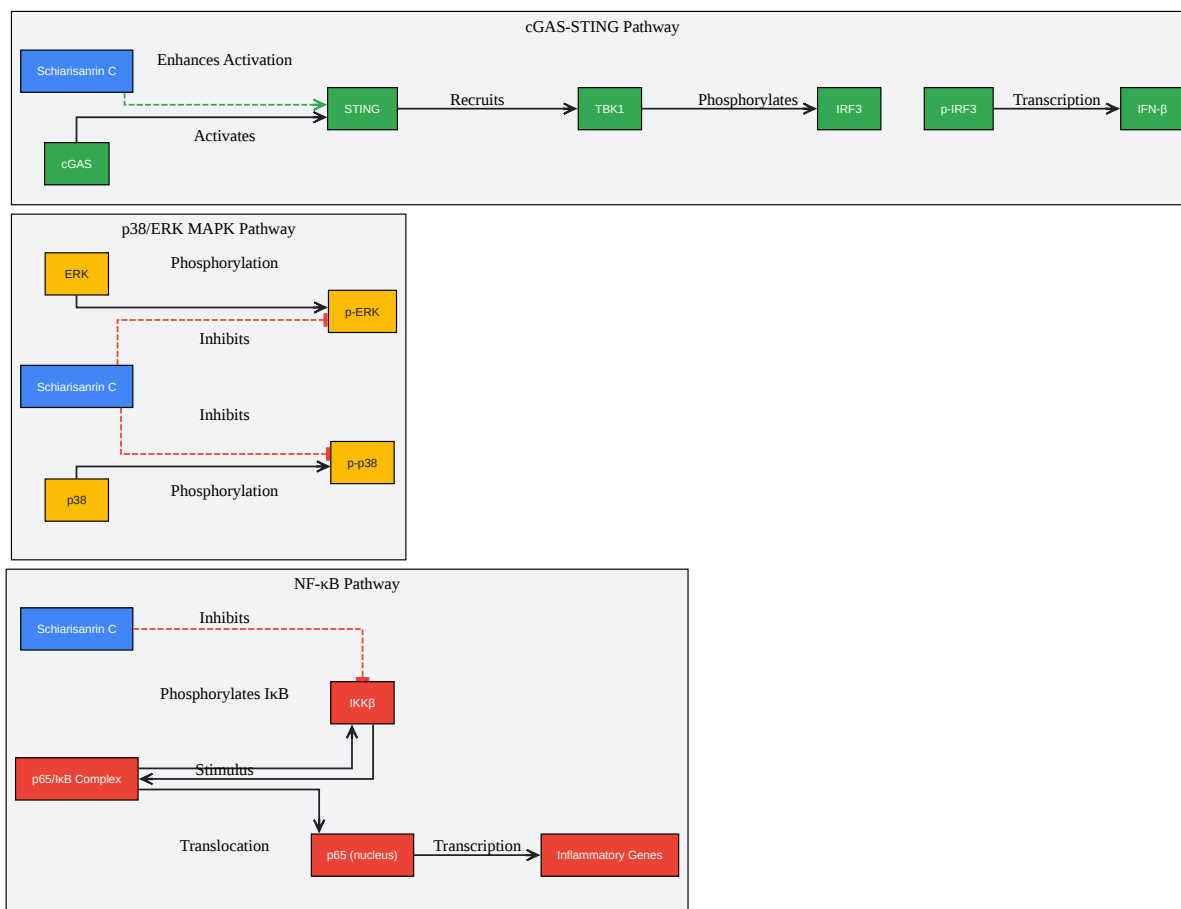 cGAS-STING Pathway
Schiarisanrin C
Enhances Activation
STING
Recruits
TBK1
Phosphorylates
IRF3
p-IRF3
Transcription
IFN-β
Activates
cGAS
p38/ERK MAPK Pathway
ERK
Phosphorylation
p-ERK
Inhibits
Schiarisanrin C
Inhibits
p-p38
p38
Phosphorylation
NF-κB Pathway
Schiarisanrin C
Inhibits
Phosphorylates IκB
IKKβ
p65/IκB Complex
Stimulus
Translocation
p65 (nucleus)
Transcription
Inflammatory Genes